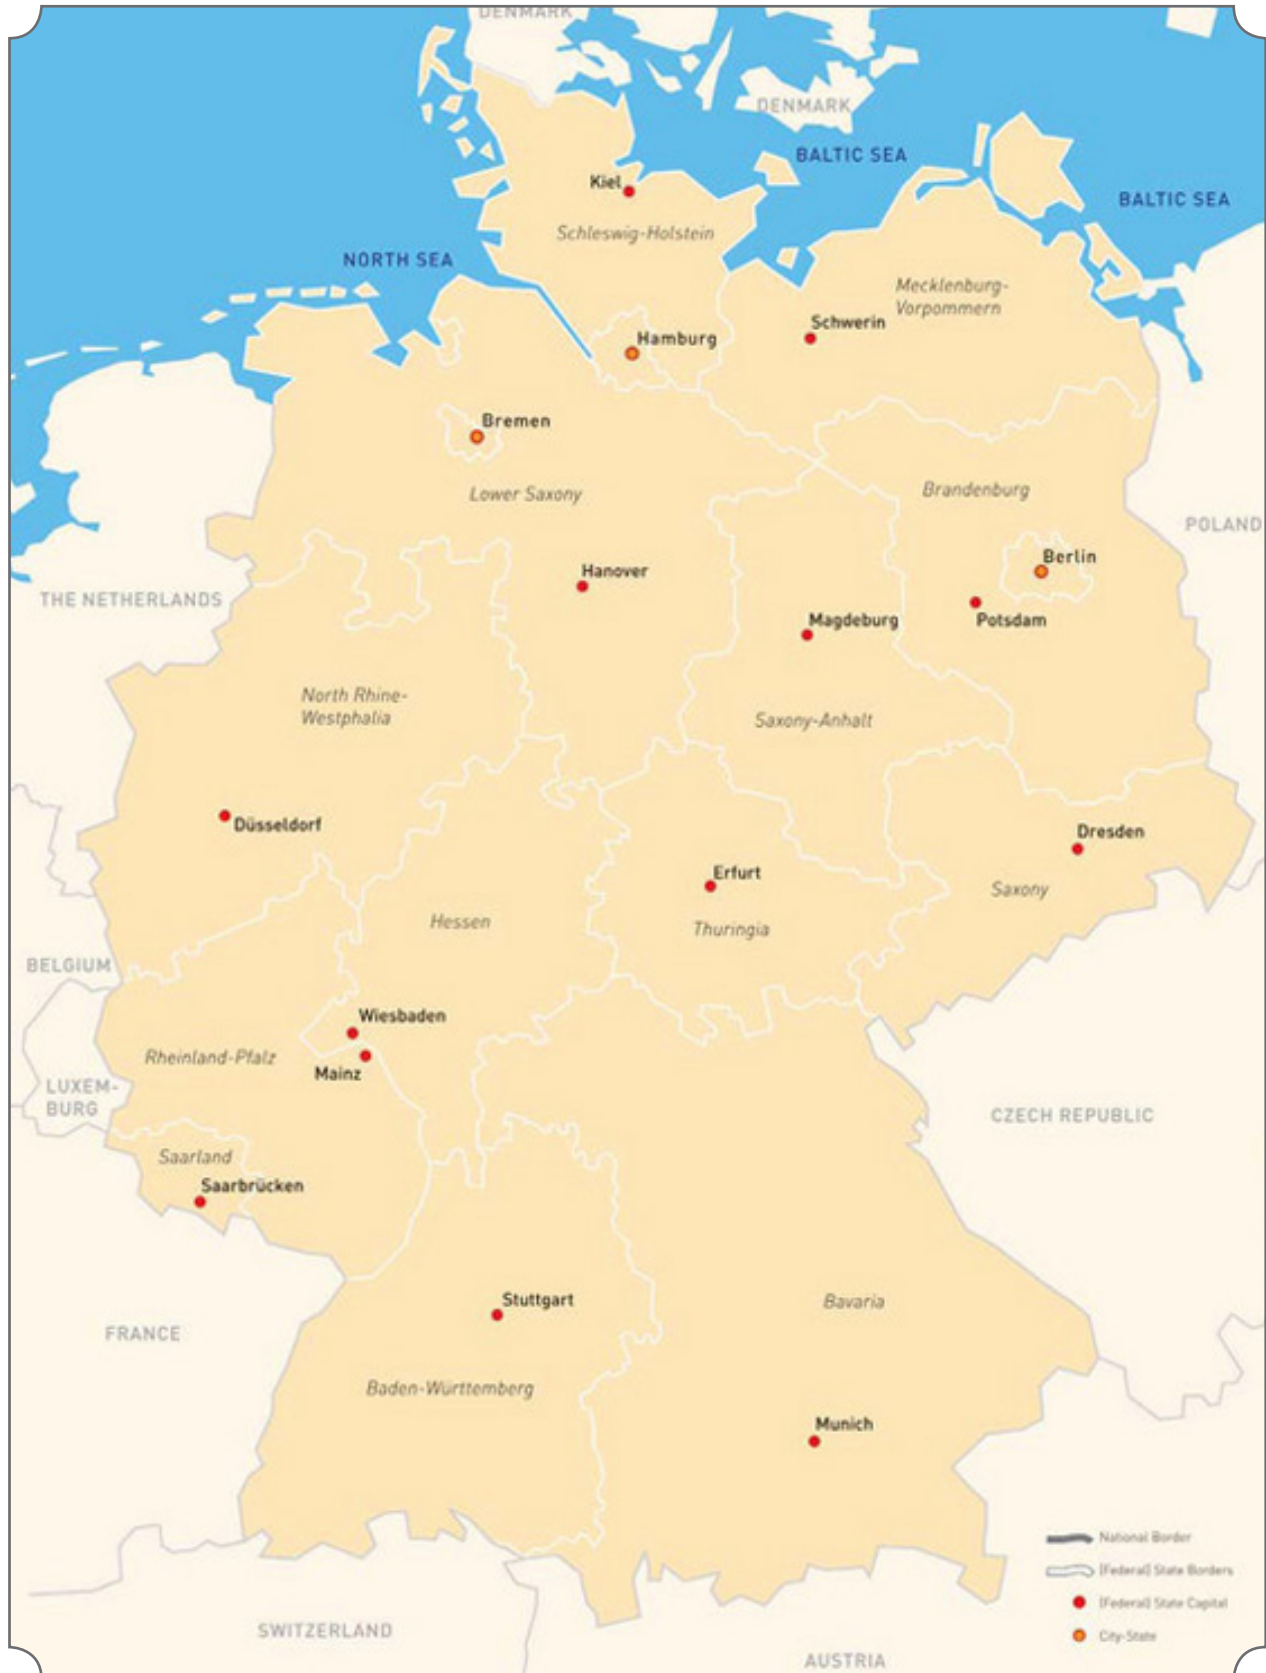 DENMARK
DENMARK
BALTIC SEA
BALTIC SEA
Kiel
Schleswig-Holstein
NORTH SEA
Mecklenburg-
Vorpommern
Schwerin
Hamburg
Bremen
Lower Saxony
Brandenburg
POLAND
Berlin
Hanover
THE NETHERLANDS
Magdeburg
Potsdam
North Rhine-
Westphalia
Saxony-Anhalt
Düsseldorf
Dresden
Erfurt
Saxony
Hessen
Thuringia
BELGIUM
Wiesbaden
Rheinland-Pfalz
Mainz
LUXEM-
BURG
CZECH REPUBLIC
Saarland
Saarbrücken
Stuttgart
Bavaria
FRANCE
Baden-Württemberg
Munich
National Border
(Federal) State Borders
(Federal) State Capital
City-State
SWITZERLAND
AUSTRIA